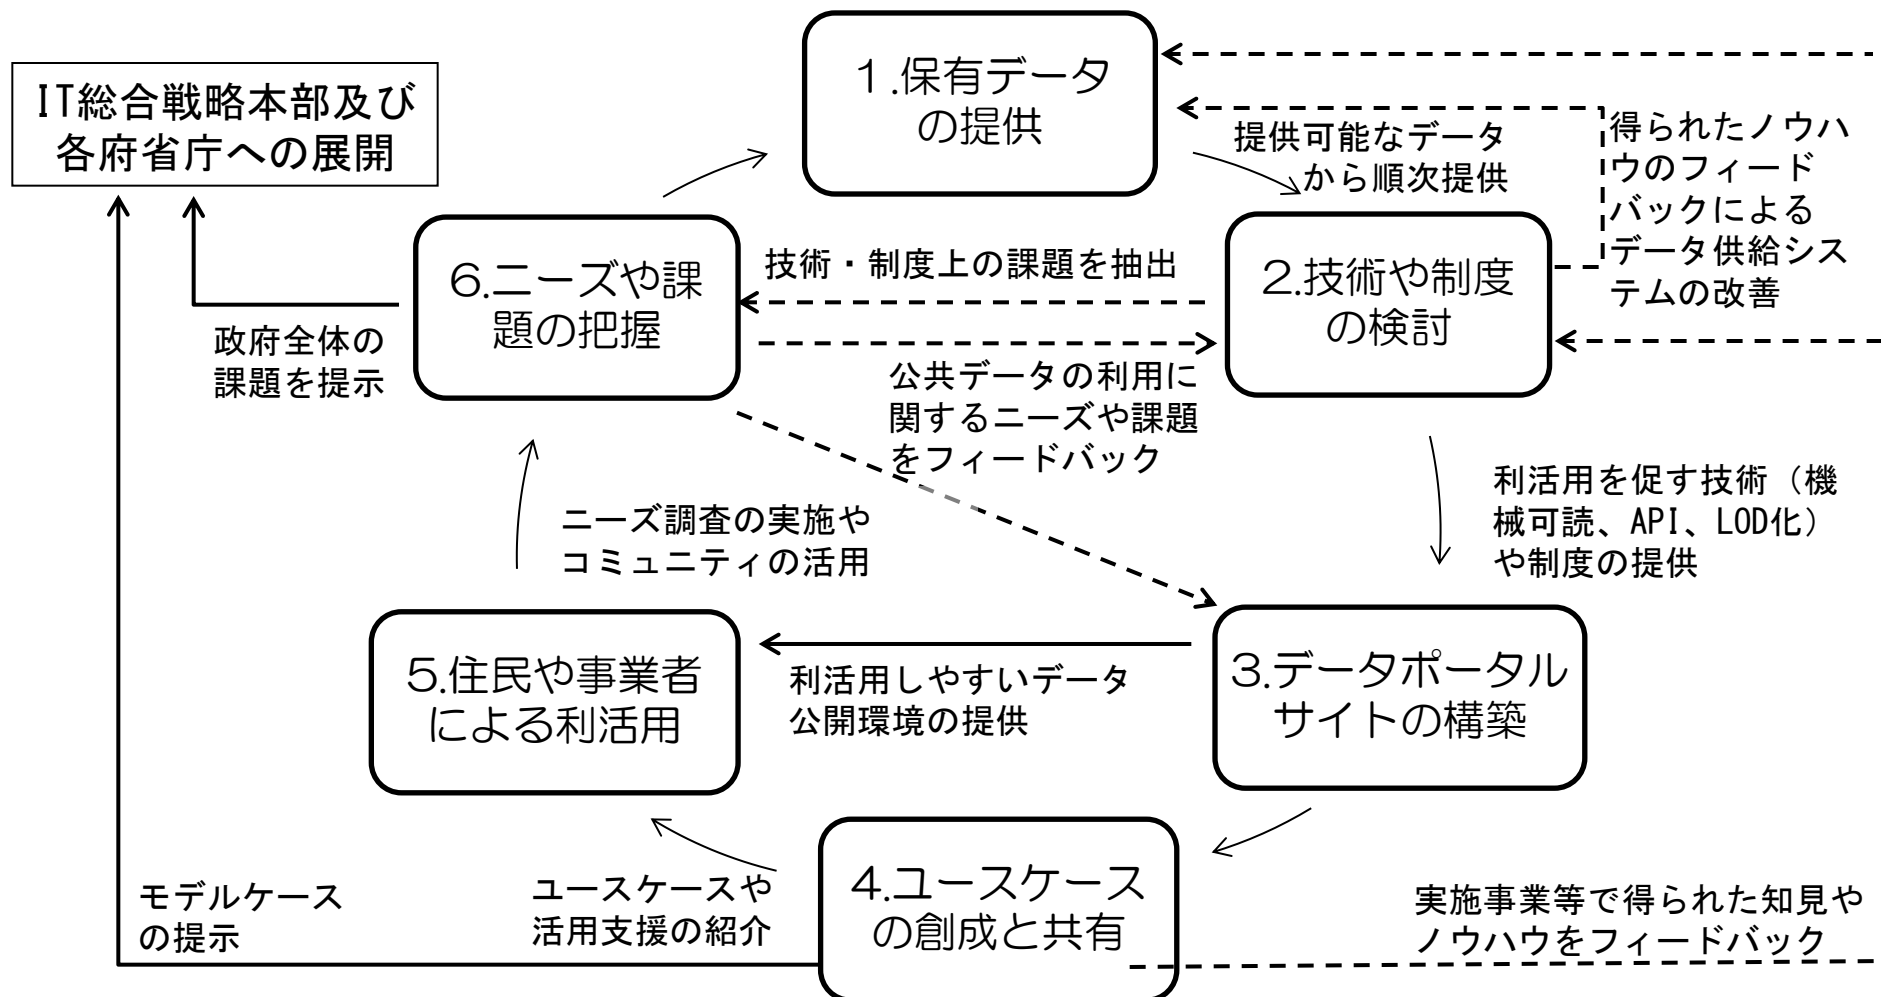 1.保有データ
の提供
IT総合戦略本部及び
各府省庁への展開
提供可能なデータ
から順次提供
得られたノウハ
ウのフィード
バックによる
データ供給シス
テムの改善
6.ニーズや課
題の把握
技術・制度上の課題を抽出
2.技術や制度
の検討
政府全体の
課題を提示
公共データの利用に
関するニーズや課題
をフィードバック
利活用を促す技術（機
械可読、API、LOD化）
や制度の提供
ニーズ調査の実施や
コミュニティの活用
5.住民や事業者
による利活用
利活用しやすいデータ
公開環境の提供
3.データポータル
サイトの構築
モデルケース
の提示
ユースケースや
活用支援の紹介
4.ユースケース
の創成と共有
実施事業等で得られた知見や
ノウハウをフィードバック